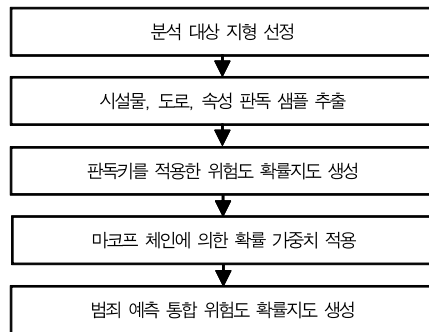 분석 대상 지형 선정
시설물, 도로, 속성 판독 샘플 추출
판독키를 적용한 위험도 확률지도 생성
마코프 체인에 의한 확률 가중치 적용
범죄 예측 통합 위험도 확률지도 생성